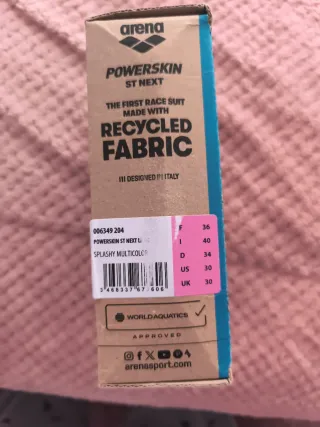 arena
POWERSKIN
ST NEXT
THE FIRST RACE SUIT
MADE WITH
RECYCLED
FABRIC
DESIGNED IN ITALY
006349 204
POWERSKIN ST NEXT
SPLASHY MULTICOLO
F 36
I 40
D 34
US 30
UK 30
WORLD AQUATICS
APPROVED
arenasport.com